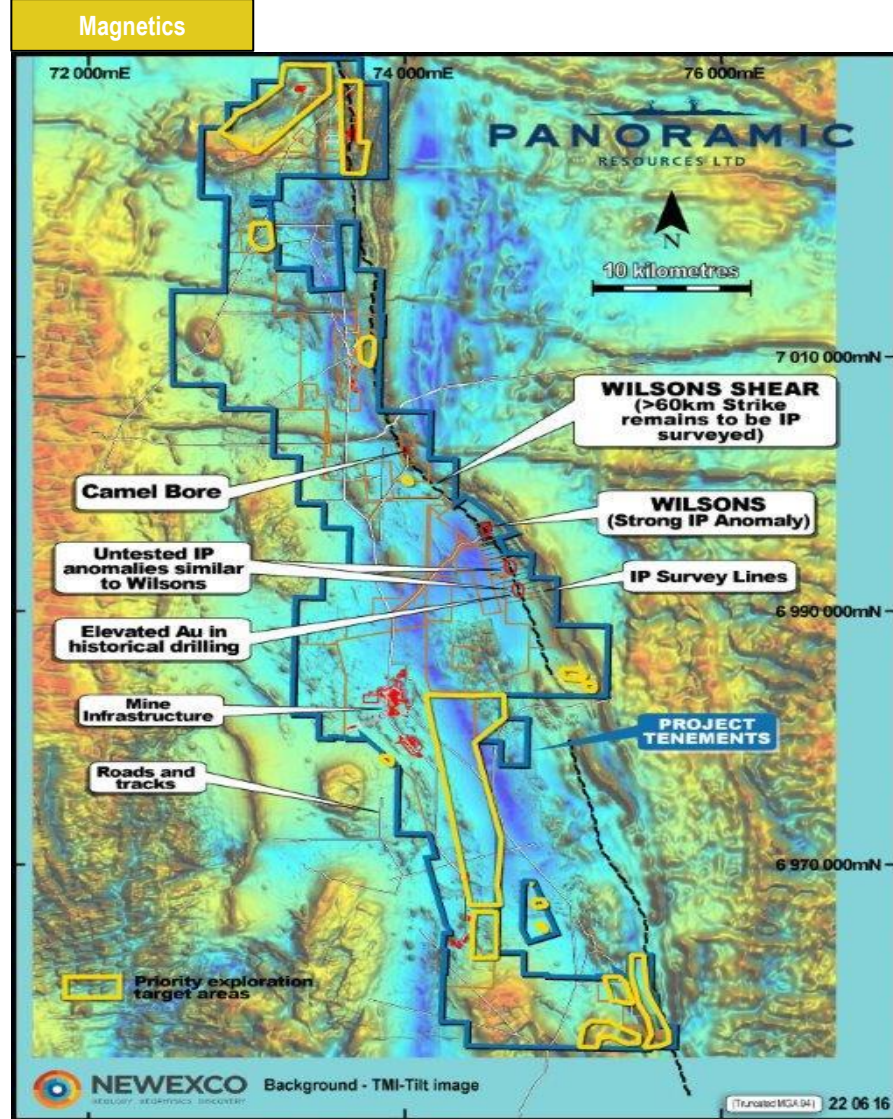 Magnetics
72 000mE
74 000mE
76 000mE
PANORAMIC
RESOURCES LTD
N
10 kilometres
7 010 000mN
WILSONS SHEAR
(>60km Strike
remains to be IP
surveyed)
Camel Bore
WILSONS
(Strong IP Anomaly)
Untested IP
anomalies similar
to Wilsons
IP Survey Lines
6 990 000mN
Elevated Au in
historical drilling
Mine
Infrastructure
PROJECT
TENEMENTS
Roads and
tracks
6 970 000mN
Priority exploration
target areas
NEWEXCO
GEOLOGY GEOPHYSICS DISCOVERY
Background - TMI-Tilt image
(Truncated MGA 94)
22 06 16